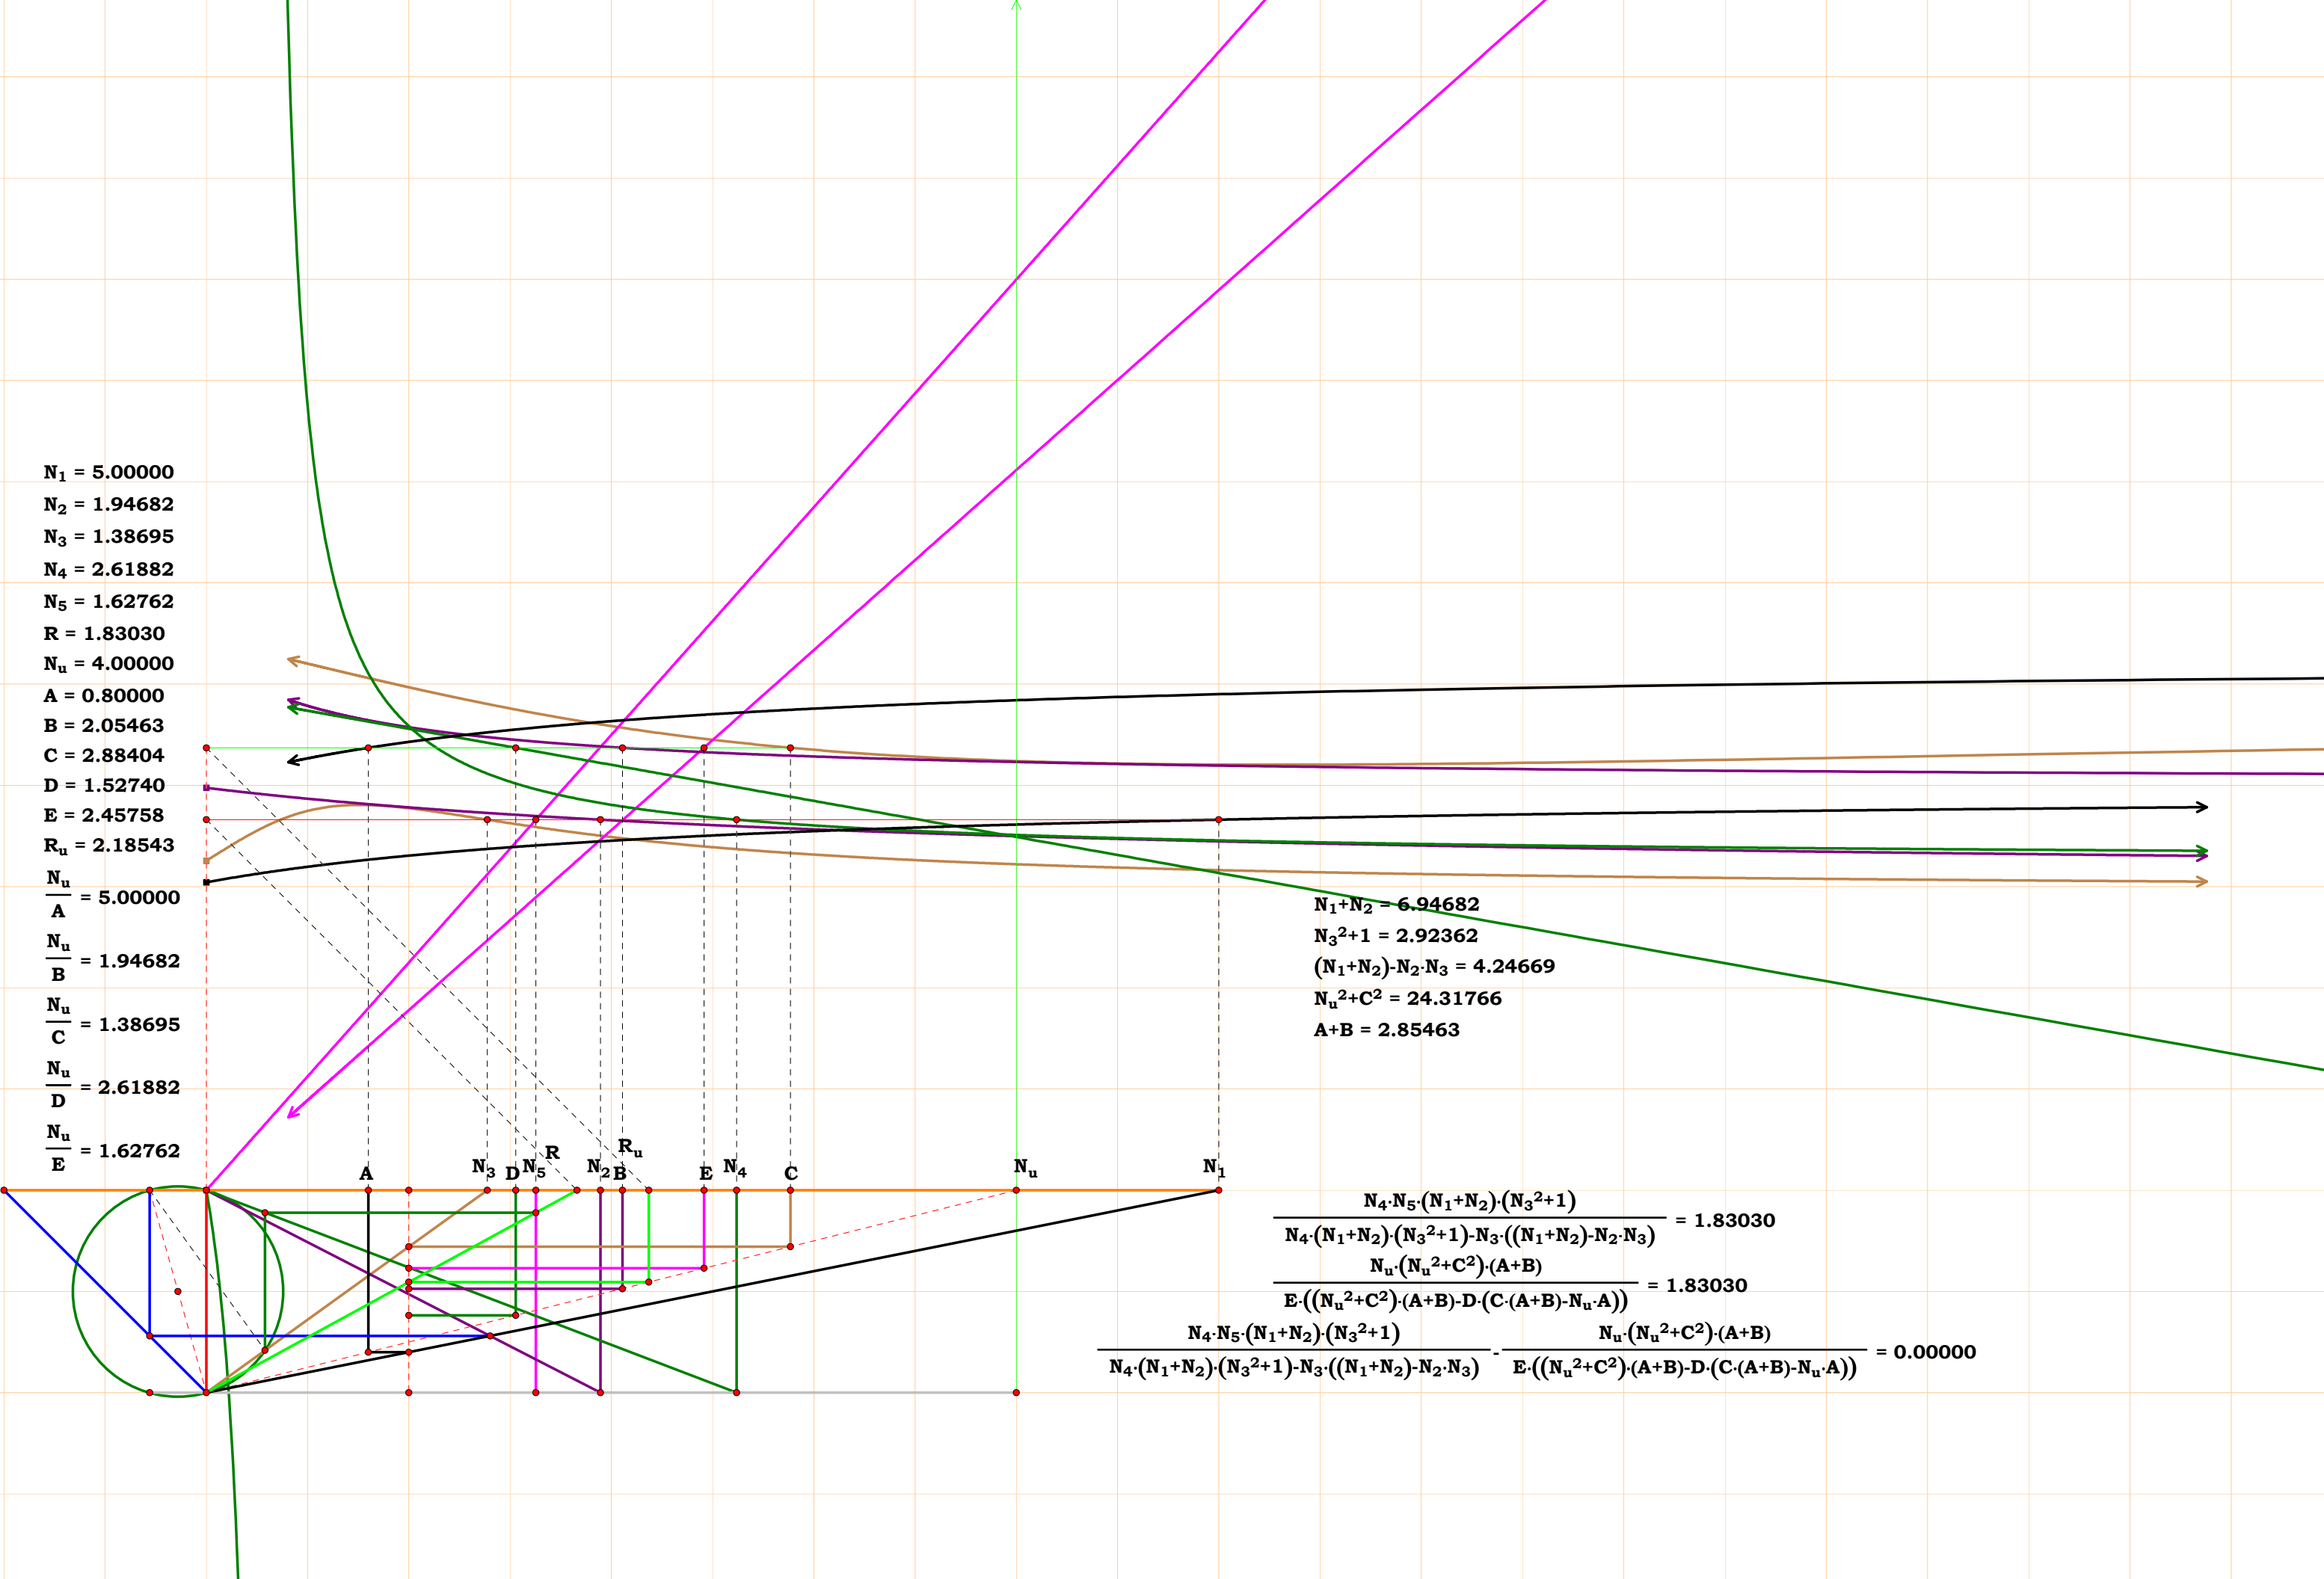 N₁ = 5.00000
N₂ = 1.94682
N₃ = 1.38695
N₄ = 2.61882
N₅ = 1.62762
R = 1.83030
Nᵤ = 4.00000
A = 0.80000
B = 2.05463
C = 2.88404
D = 1.52740
E = 2.45758
Rᵤ = 2.18543
Nᵤ/A = 5.00000
Nᵤ/B = 1.94682
Nᵤ/C = 1.38695
Nᵤ/D = 2.61882
Nᵤ/E = 1.62762
N₁+N₂ = 6.94682
N₃²+1 = 2.92362
(N₁+N₂)-N₂·N₃ = 4.24669
Nᵤ²+C² = 24.31766
A+B = 2.85463
A N₃ D N₅ R N₂ B Rᵤ E N₄ C Nᵤ N₁
N₄·N₅·(N₁+N₂)·(N₃²+1)/N₄·(N₁+N₂)·(N₃²+1)-N₃·((N₁+N₂)-N₂·N₃) = 1.83030
Nᵤ·(Nᵤ²+C²)·(A+B)/E·((Nᵤ²+C²)·(A+B)-D·(C·(A+B)-Nᵤ·A)) = 1.83030
N₄·N₅·(N₁+N₂)·(N₃²+1)/N₄·(N₁+N₂)·(N₃²+1)-N₃·((N₁+N₂)-N₂·N₃) - Nᵤ·(Nᵤ²+C²)·(A+B)/E·((Nᵤ²+C²)·(A+B)-D·(C·(A+B)-Nᵤ·A)) = 0.00000